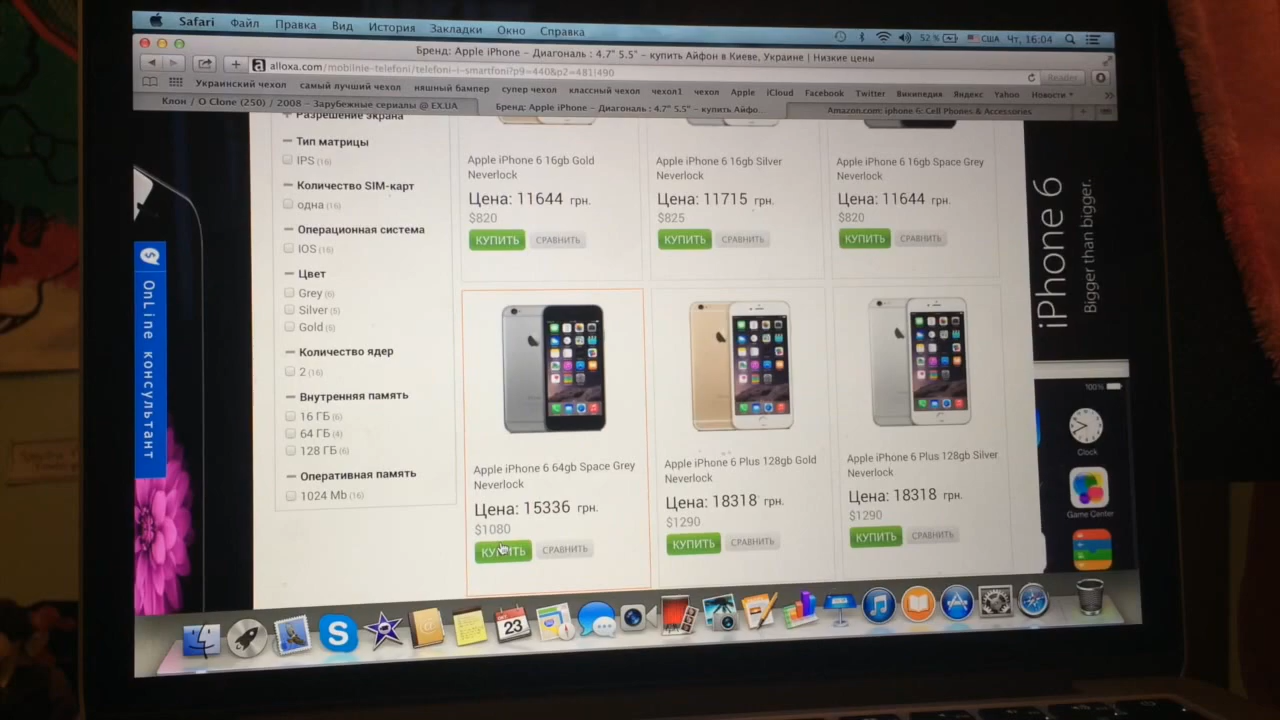 Safari Файл Правка Вид История Закладки Окно Справка 52 % США Чт, 16:04
Бренд: Apple iPhone – Диагональ : 4.7" 5.5" – купить Айфон в Киеве, Украине | Низкие цены
alloxa.com/mobilnie-telefoni/telefoni-i-smartfoni?p9=440&p2=481|490 Reader
Украинский чехол самый лучший чехол няшный бампер супер чехол классный чехол чехол1 чехол Apple iCloud Facebook Twitter Википедия Яндекс Yahoo Новости
Клон / O Clone (250) / 2008 – Зарубежные сериалы @ EX.UA Бренд: Apple iPhone – Диагональ : 4.7" 5.5" – купить Айфо... Amazon.com: iphone 6: Cell Phones & Accessories
Разрешение экрана
Тип матрицы
IPS (16)
Количество SIM-карт
одна (16)
Операционная система
IOS (16)
Цвет
Grey (6)
Silver (5)
Gold (5)
Количество ядер
2 (16)
Внутренняя память
16 ГБ (6)
64 ГБ (4)
128 ГБ (6)
Оперативная память
1024 Mb (16)
Apple iPhone 6 16gb Gold
Neverlock
Цена: 11644 грн.
$820
КУПИТЬ СРАВНИТЬ
Apple iPhone 6 16gb Silver
Neverlock
Цена: 11715 грн.
$825
КУПИТЬ СРАВНИТЬ
Apple iPhone 6 16gb Space Grey
Neverlock
Цена: 11644 грн.
$820
КУПИТЬ СРАВНИТЬ
Apple iPhone 6 64gb Space Grey
Neverlock
Цена: 15336 грн.
$1080
КУПИТЬ СРАВНИТЬ
Apple iPhone 6 Plus 128gb Gold
Neverlock
Цена: 18318 грн.
$1290
КУПИТЬ СРАВНИТЬ
Apple iPhone 6 Plus 128gb Silver
Neverlock
Цена: 18318 грн.
$1290
КУПИТЬ СРАВНИТЬ
OnLine консультант
iPhone 6
Bigger than bigger.
100%
Clock
Game Center
23